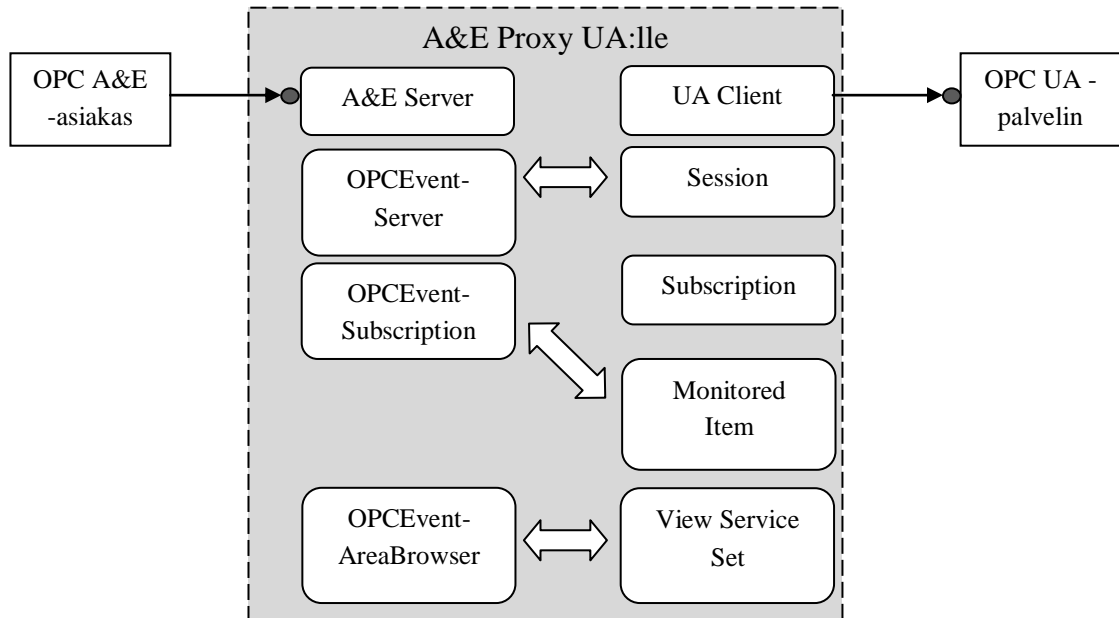 A&E Proxy UA:lle
OPC A&E
-asiakas
A&E Server
UA Client
OPC UA -
palvelin
OPCEvent-
Server
Session
OPCEvent-
Subscription
Subscription
Monitored
Item
OPCEvent-
AreaBrowser
View Service
Set